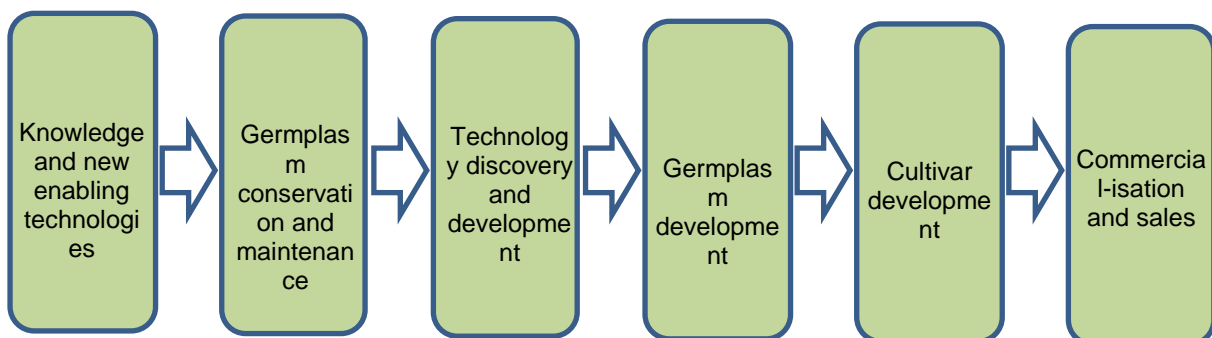 Knowledge
and new
enabling
technologi
es
Germplas
m
conservati
on and
maintenan
ce
Technolog
y discovery
and
developme
nt
Germplas
m
developme
nt
Cultivar
developme
nt
Commercia
l-isation
and sales